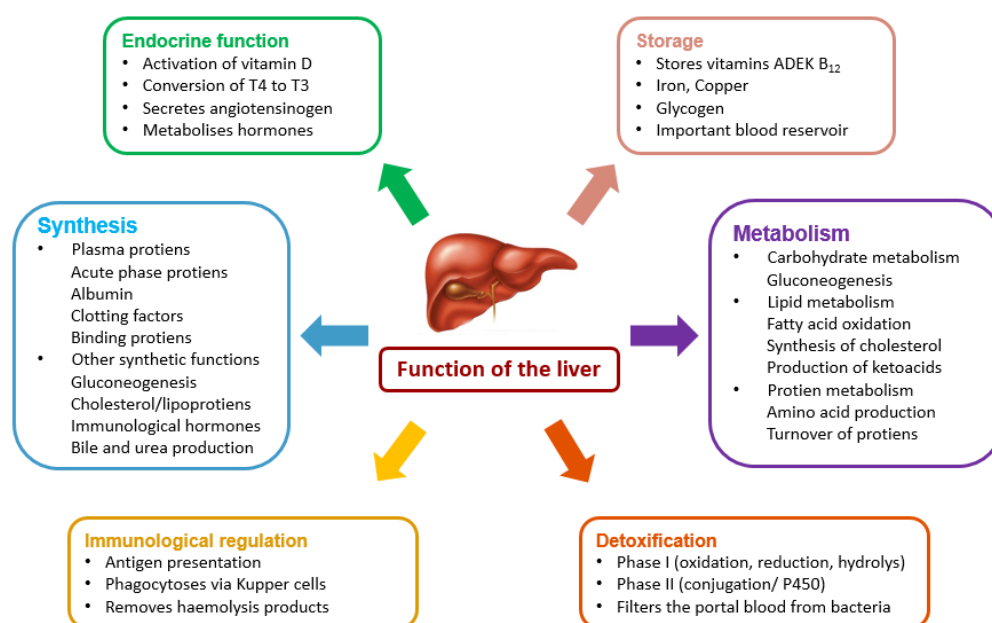 Endocrine function
• Activation of vitamin D
• Conversion of T4 to T3
• Secretes angiotensinogen
• Metabolises hormones
Storage
• Stores vitamins ADEK B12
• Iron, Copper
• Glycogen
• Important blood reservoir
Synthesis
• Plasma protiens
Acute phase protiens
Albumin
Clotting factors
Binding protiens
• Other synthetic functions
Gluconeogenesis
Cholesterol/lipoprotiens
Immunological hormones
Bile and urea production
Function of the liver
Metabolism
• Carbohydrate metabolism
Gluconeogenesis
• Lipid metabolism
Fatty acid oxidation
Synthesis of cholesterol
Production of ketoacids
• Protien metabolism
Amino acid production
Turnover of protiens
Immunological regulation
• Antigen presentation
• Phagocytoses via Kupper cells
• Removes haemolysis products
Detoxification
• Phase I (oxidation, reduction, hydrolys)
• Phase II (conjugation/ P450)
• Filters the portal blood from bacteria